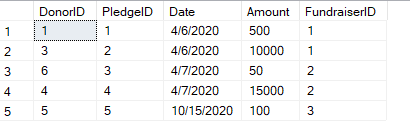 DonorID PledgeID Date Amount FundraiserID
1 1 1 4/6/2020 500 1
2 3 2 4/6/2020 10000 1
3 6 3 4/7/2020 50 2
4 4 4 4/7/2020 15000 2
5 5 5 10/15/2020 100 3